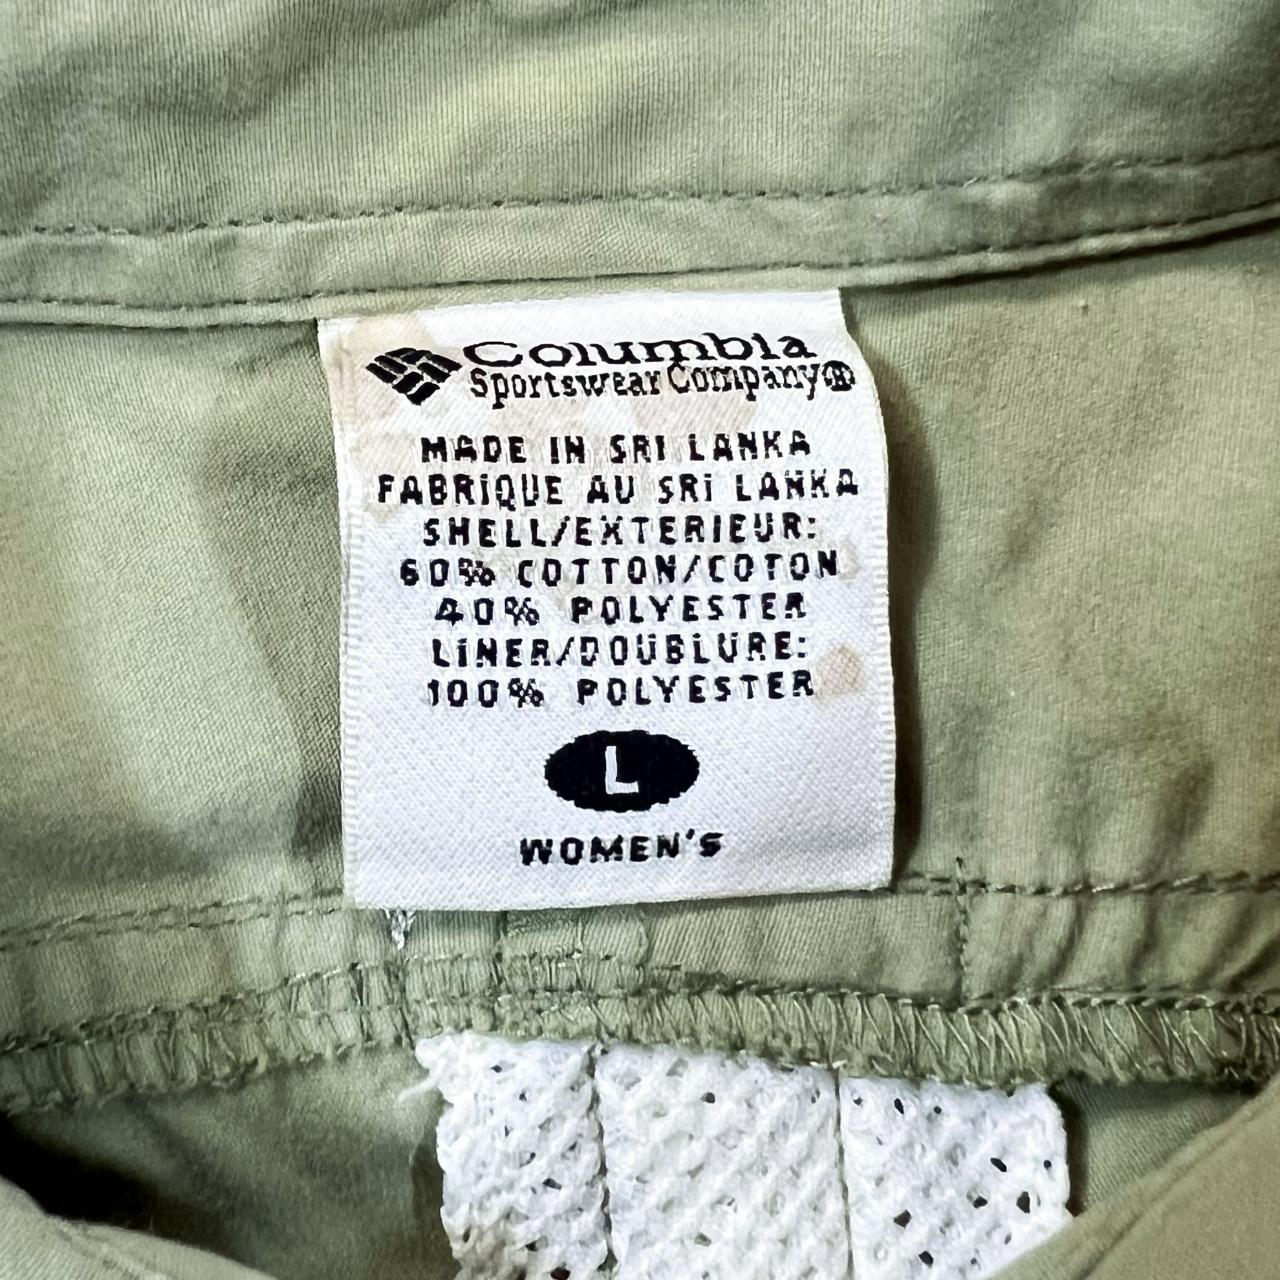 Columbia
Sportswear Company®
MADE IN SRI LANKA
FABRIQUE AU SRI LANKA
SHELL/EXTERIEUR:
60% COTTON/COTON
40% POLYESTER
LINER/DOUBLURE:
100% POLYESTER
L
WOMEN'S